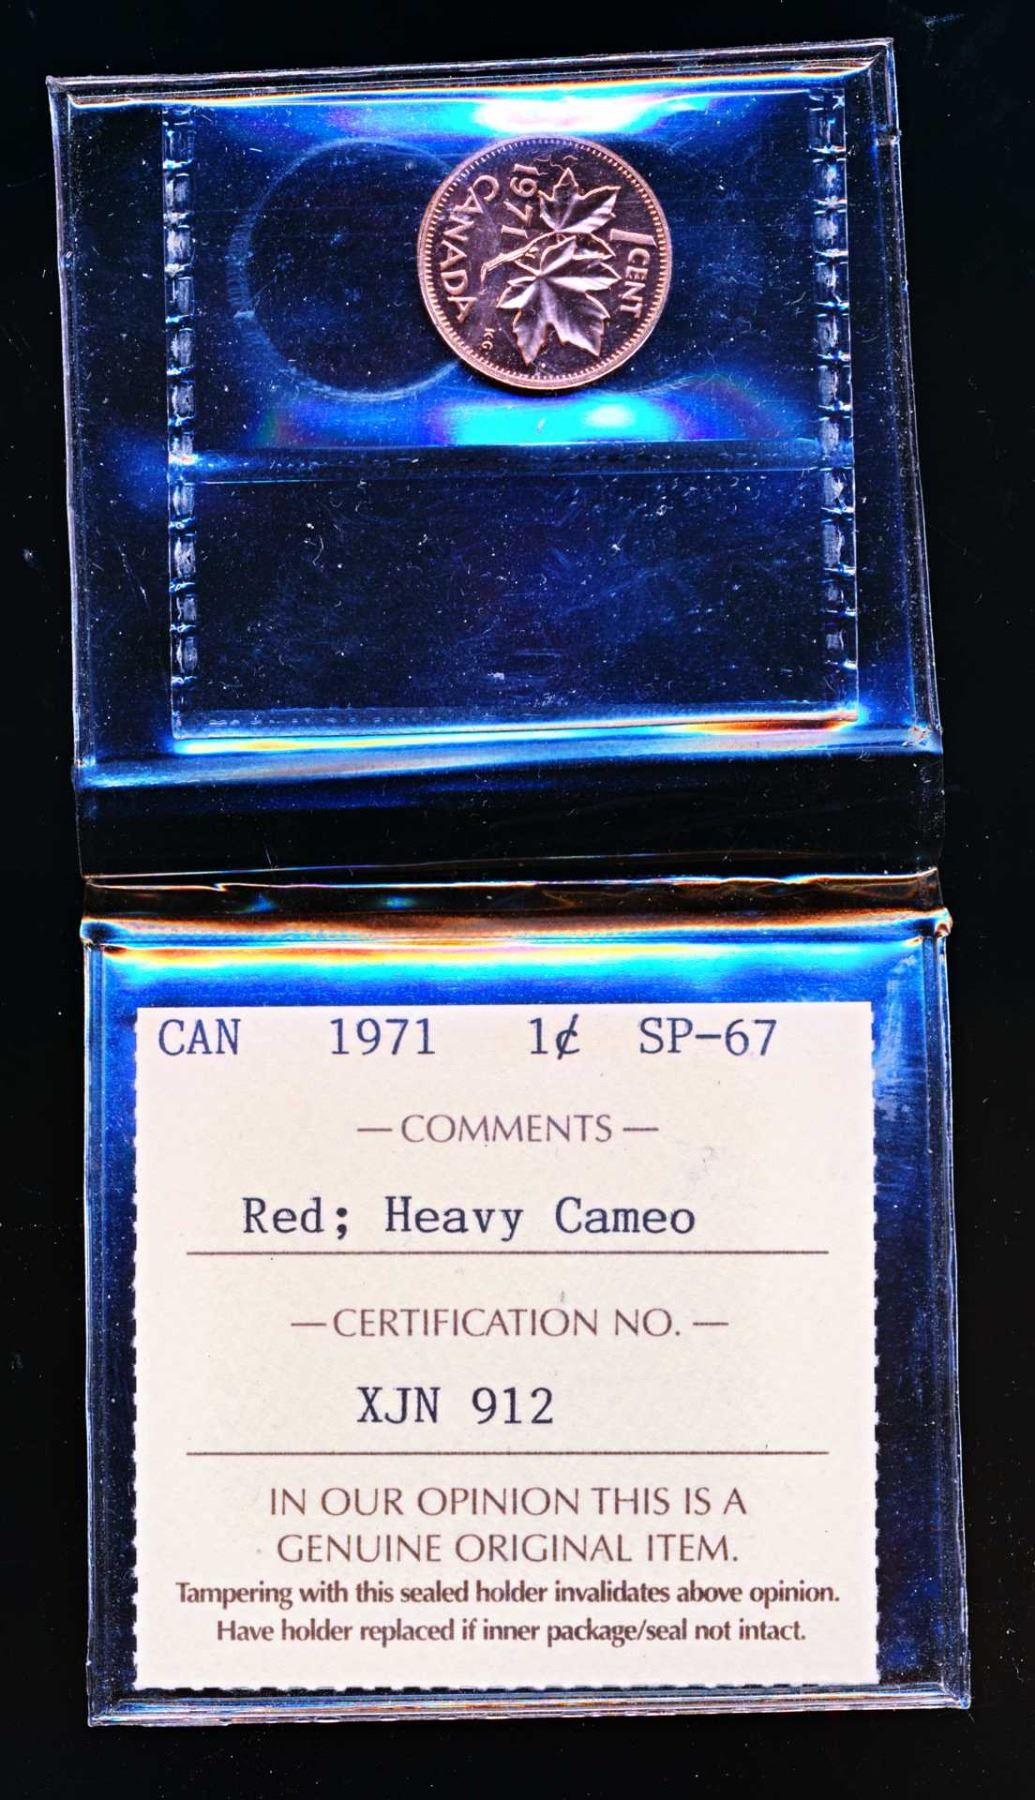 1 CENT
1971
CANADA
KG
CAN 1971 1¢ SP-67
— COMMENTS —
Red; Heavy Cameo
— CERTIFICATION NO. —
XJN 912
IN OUR OPINION THIS IS A
GENUINE ORIGINAL ITEM.
Tampering with this sealed holder invalidates above opinion.
Have holder replaced if inner package/seal not intact.